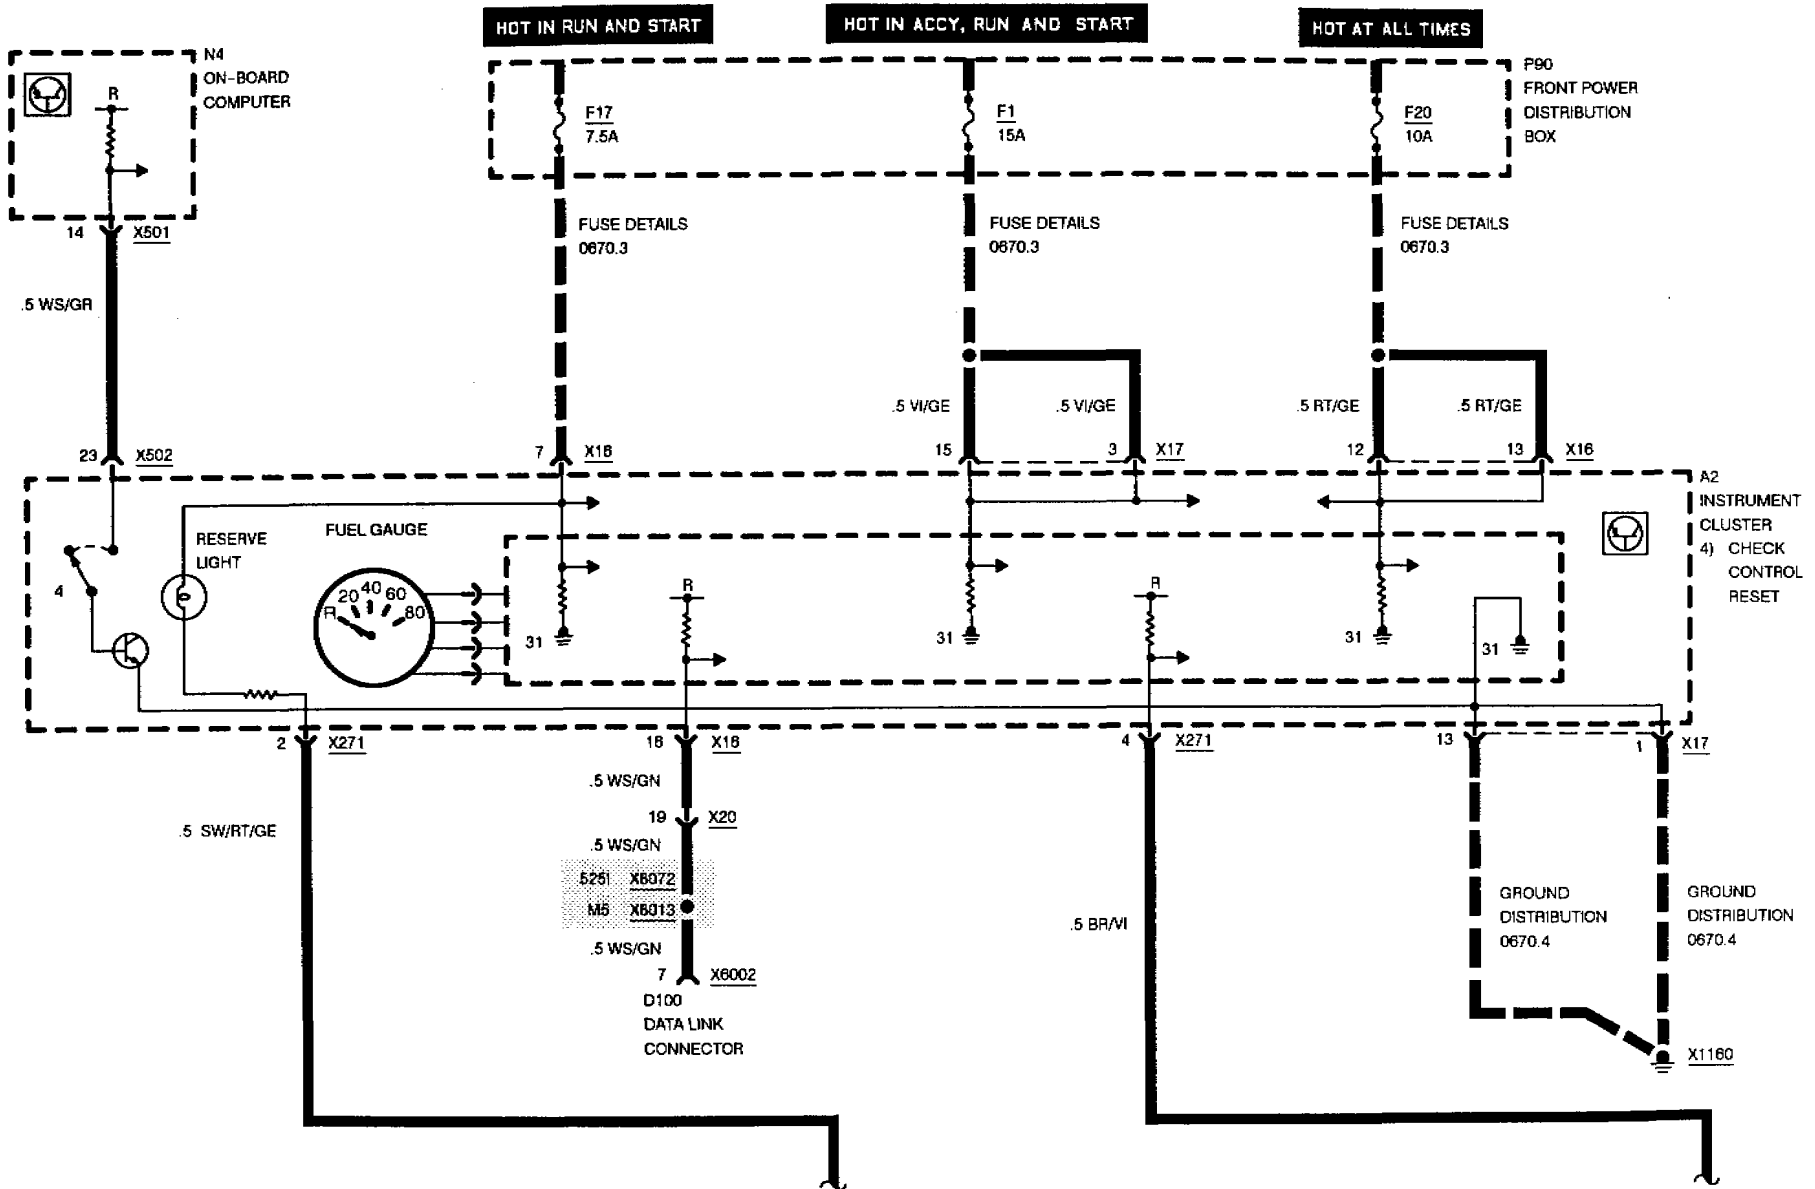 HOT IN RUN AND START
HOT IN ACCY, RUN AND START
HOT AT ALL TIMES
N4
ON-BOARD
COMPUTER
R
14 X501
.5 WS/GR
23 X502
F17
7.5A
F1
15A
F20
10A
P90
FRONT POWER
DISTRIBUTION
BOX
FUSE DETAILS
0670.3
FUSE DETAILS
0670.3
FUSE DETAILS
0670.3
.5 VI/GE
.5 VI/GE
.5 RT/GE
.5 RT/GE
7 X16
15
3 X17
12
13 X16
A2
INSTRUMENT
CLUSTER
4) CHECK
CONTROL
RESET
RESERVE
LIGHT
FUEL GAUGE
4
R
20
40
60
80
31
R
31
R
31
31
2 X271
16 X16
4 X271
13
1 X17
.5 SW/RT/GE
.5 WS/GN
19 X20
.5 WS/GN
525i X6072
M5 X6013
.5 WS/GN
7 X6002
D100
DATA LINK
CONNECTOR
.5 BR/VI
GROUND
DISTRIBUTION
0670.4
GROUND
DISTRIBUTION
0670.4
X1160